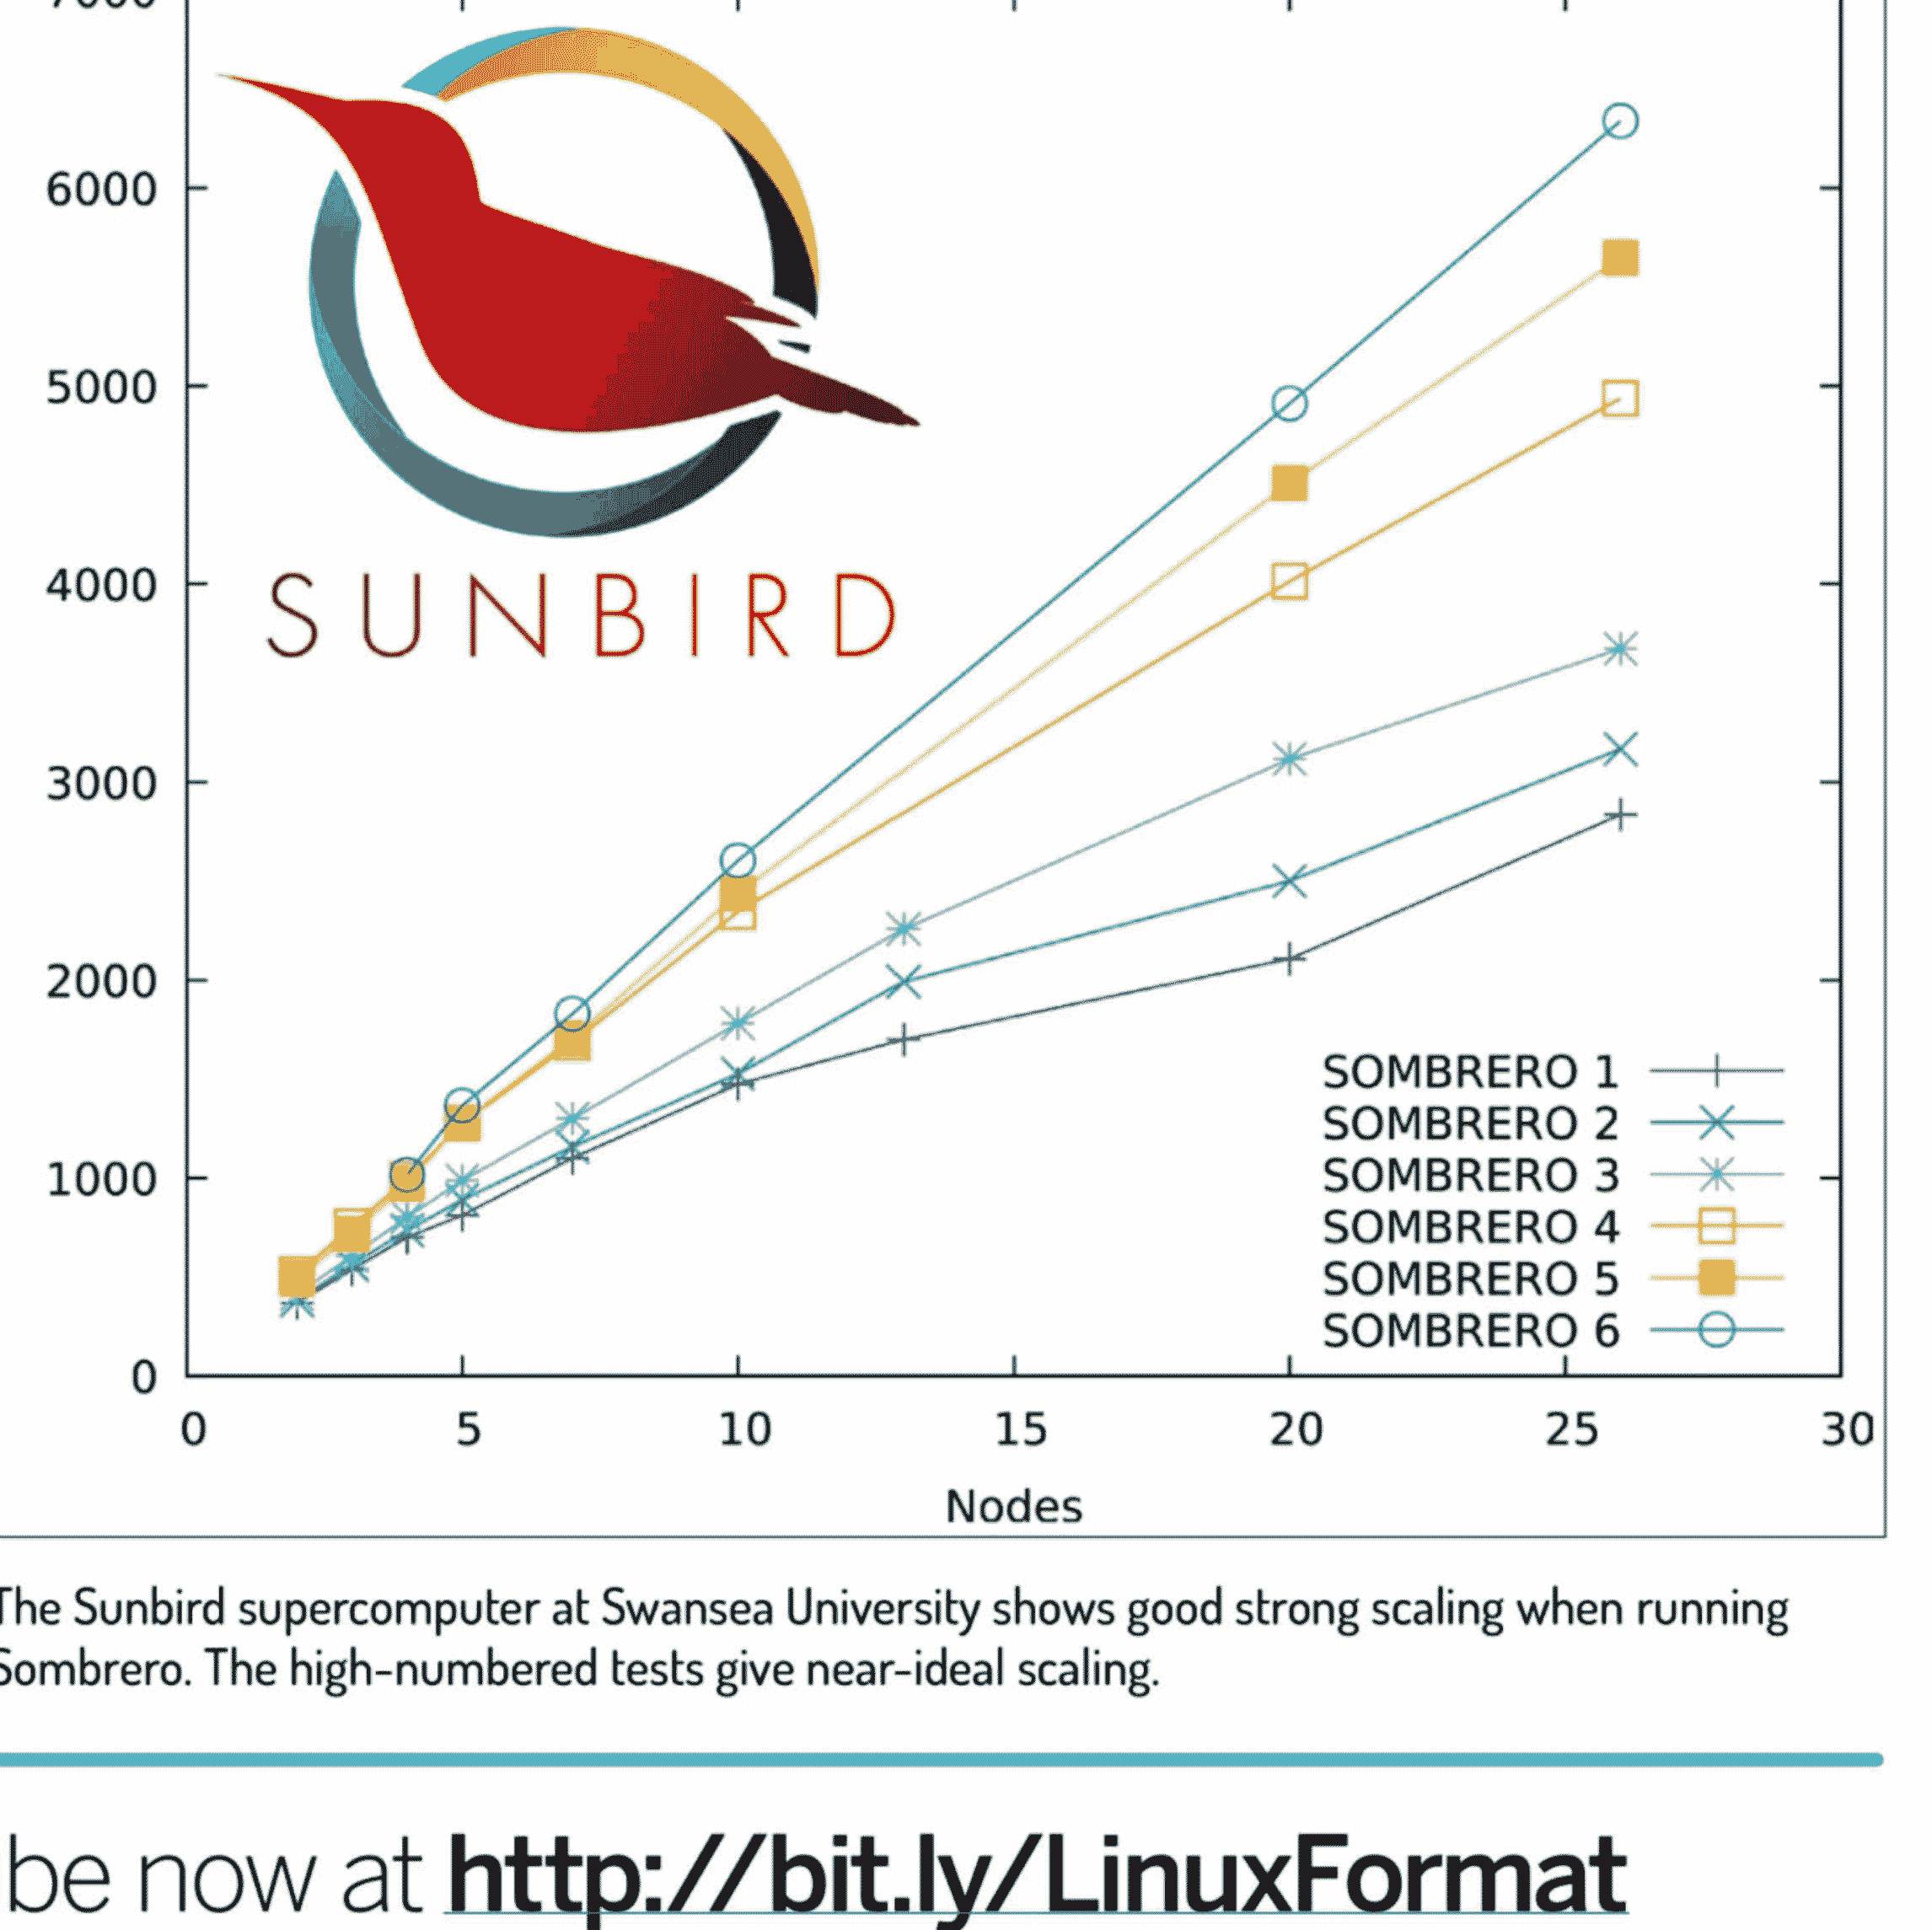 7000
6000
5000
4000
3000
2000
1000
0
SUNBIRD
SOMBRERO 1
SOMBRERO 2
SOMBRERO 3
SOMBRERO 4
SOMBRERO 5
SOMBRERO 6
0 5 10 15 20 25 30
Nodes
The Sunbird supercomputer at Swansea University shows good strong scaling when running
Sombrero. The high-numbered tests give near-ideal scaling.
be now at http://bit.ly/LinuxFormat